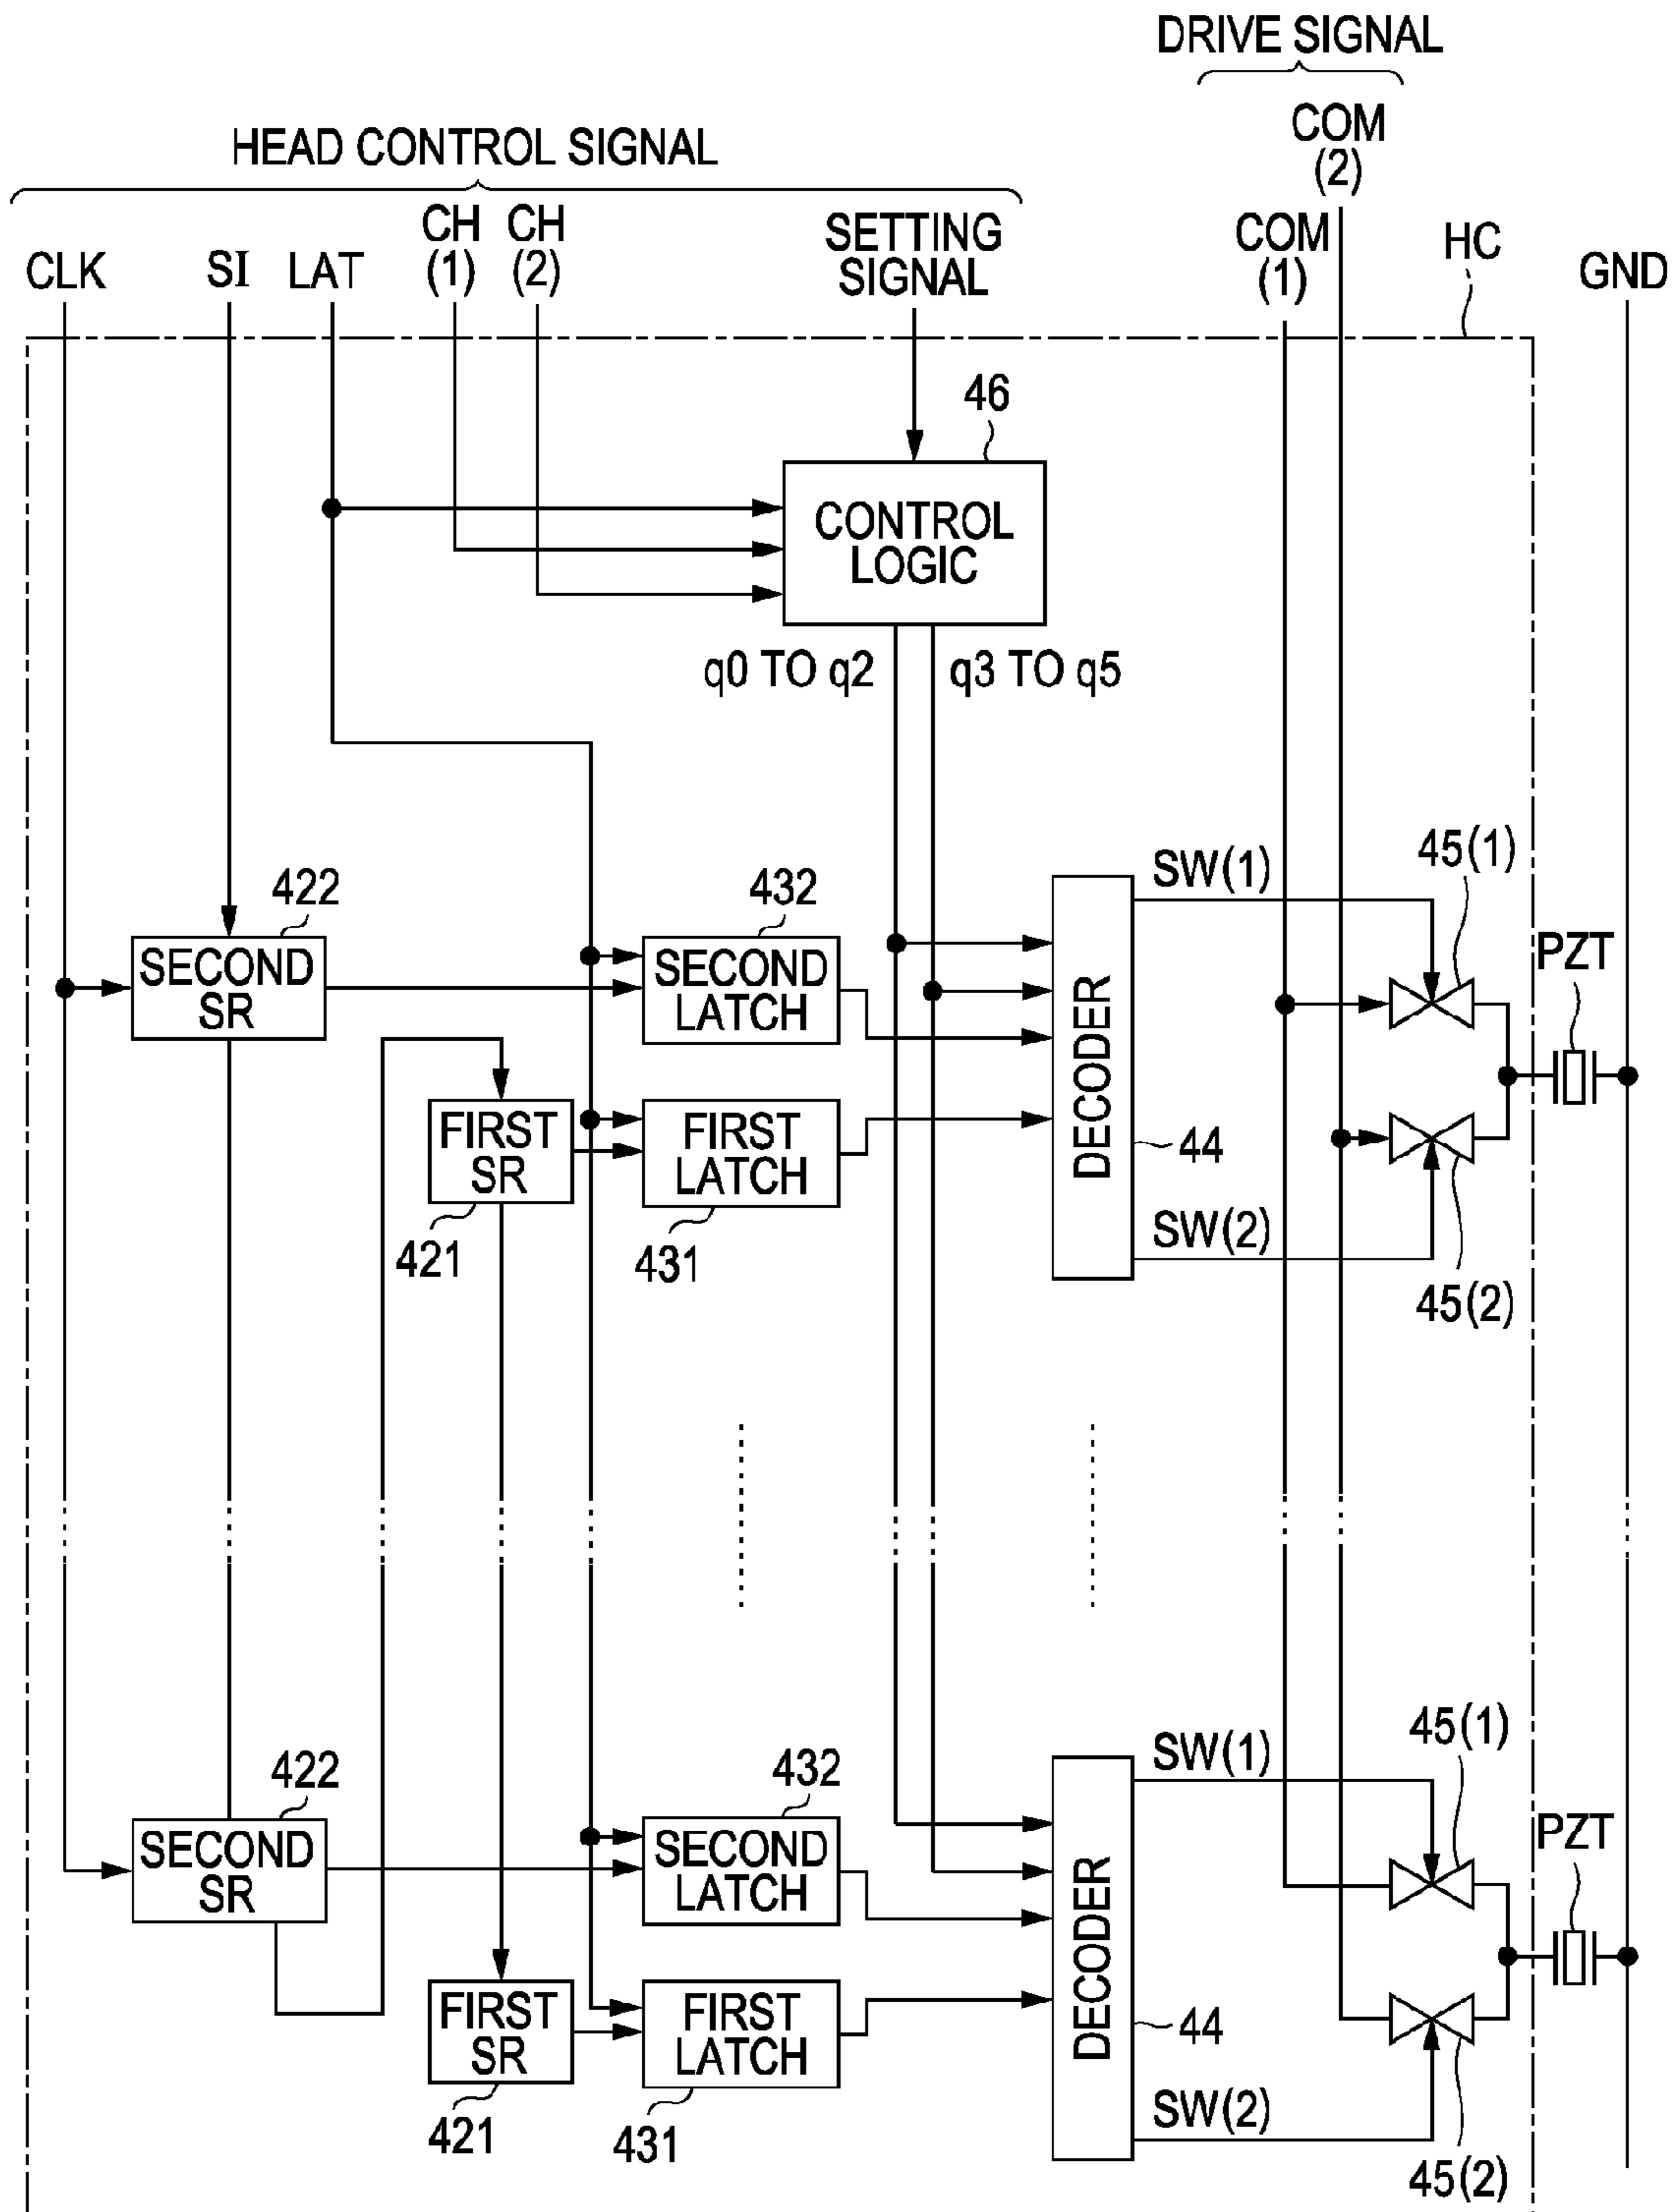 DRIVE SIGNAL
COM
(2)
HEAD CONTROL SIGNAL
CLK
SI
LAT
CH
(1)
CH
(2)
SETTING
SIGNAL
COM
(1)
HC
GND
46
CONTROL
LOGIC
q0 TO q2
q3 TO q5
422
SECOND
SR
432
SECOND
LATCH
SW(1)
45(1)
PZT
DECODER
44
FIRST
SR
421
FIRST
LATCH
431
SW(2)
45(2)
422
SECOND
SR
432
SECOND
LATCH
SW(1)
45(1)
PZT
DECODER
44
FIRST
SR
421
FIRST
LATCH
431
SW(2)
45(2)